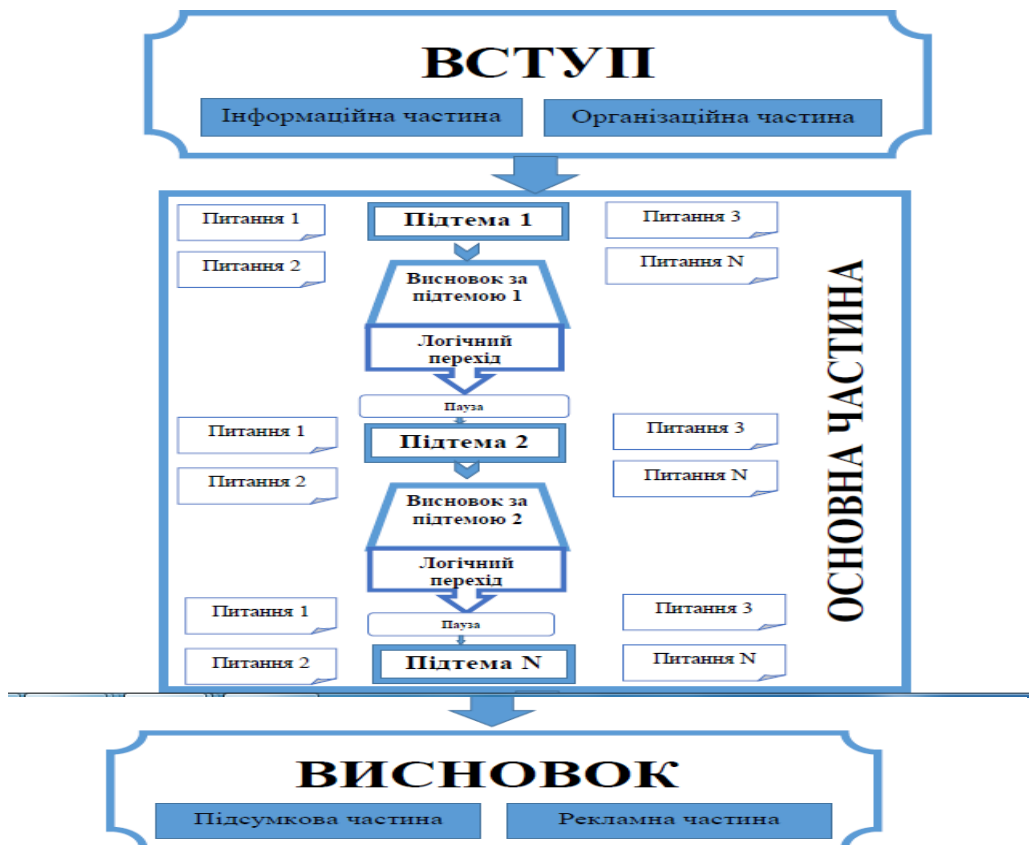 ВСТУП
Інформаційна частина
Організаційна частина
Питання 1
Підтема 1
Питання 3
Питання 2
Питання N
Висновок за
підтемою 1
Логічний
перехід
Пауза
Питання 1
Підтема 2
Питання 3
Питання 2
Питання N
Висновок за
підтемою 2
Логічний
перехід
Питання 1
Пауза
Питання 3
Питання 2
Підтема N
Питання N
ОСНОВНА ЧАСТИНА
ВИСНОВОК
Підсумкова частина
Рекламна частина